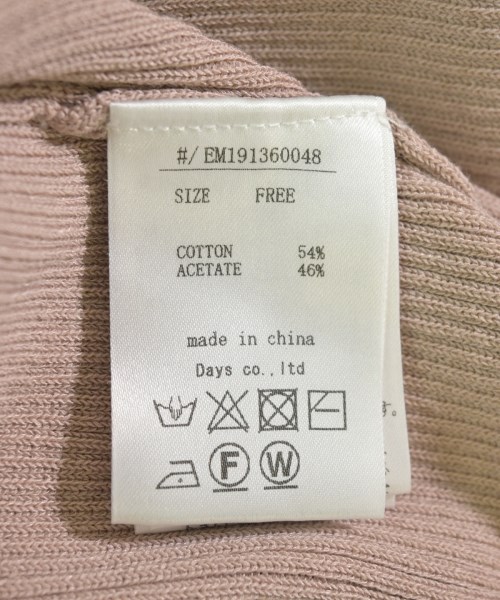 #/EM191360048
SIZE FREE
COTTON 54%
ACETATE 46%
made in china
Days co.,ltd
F W